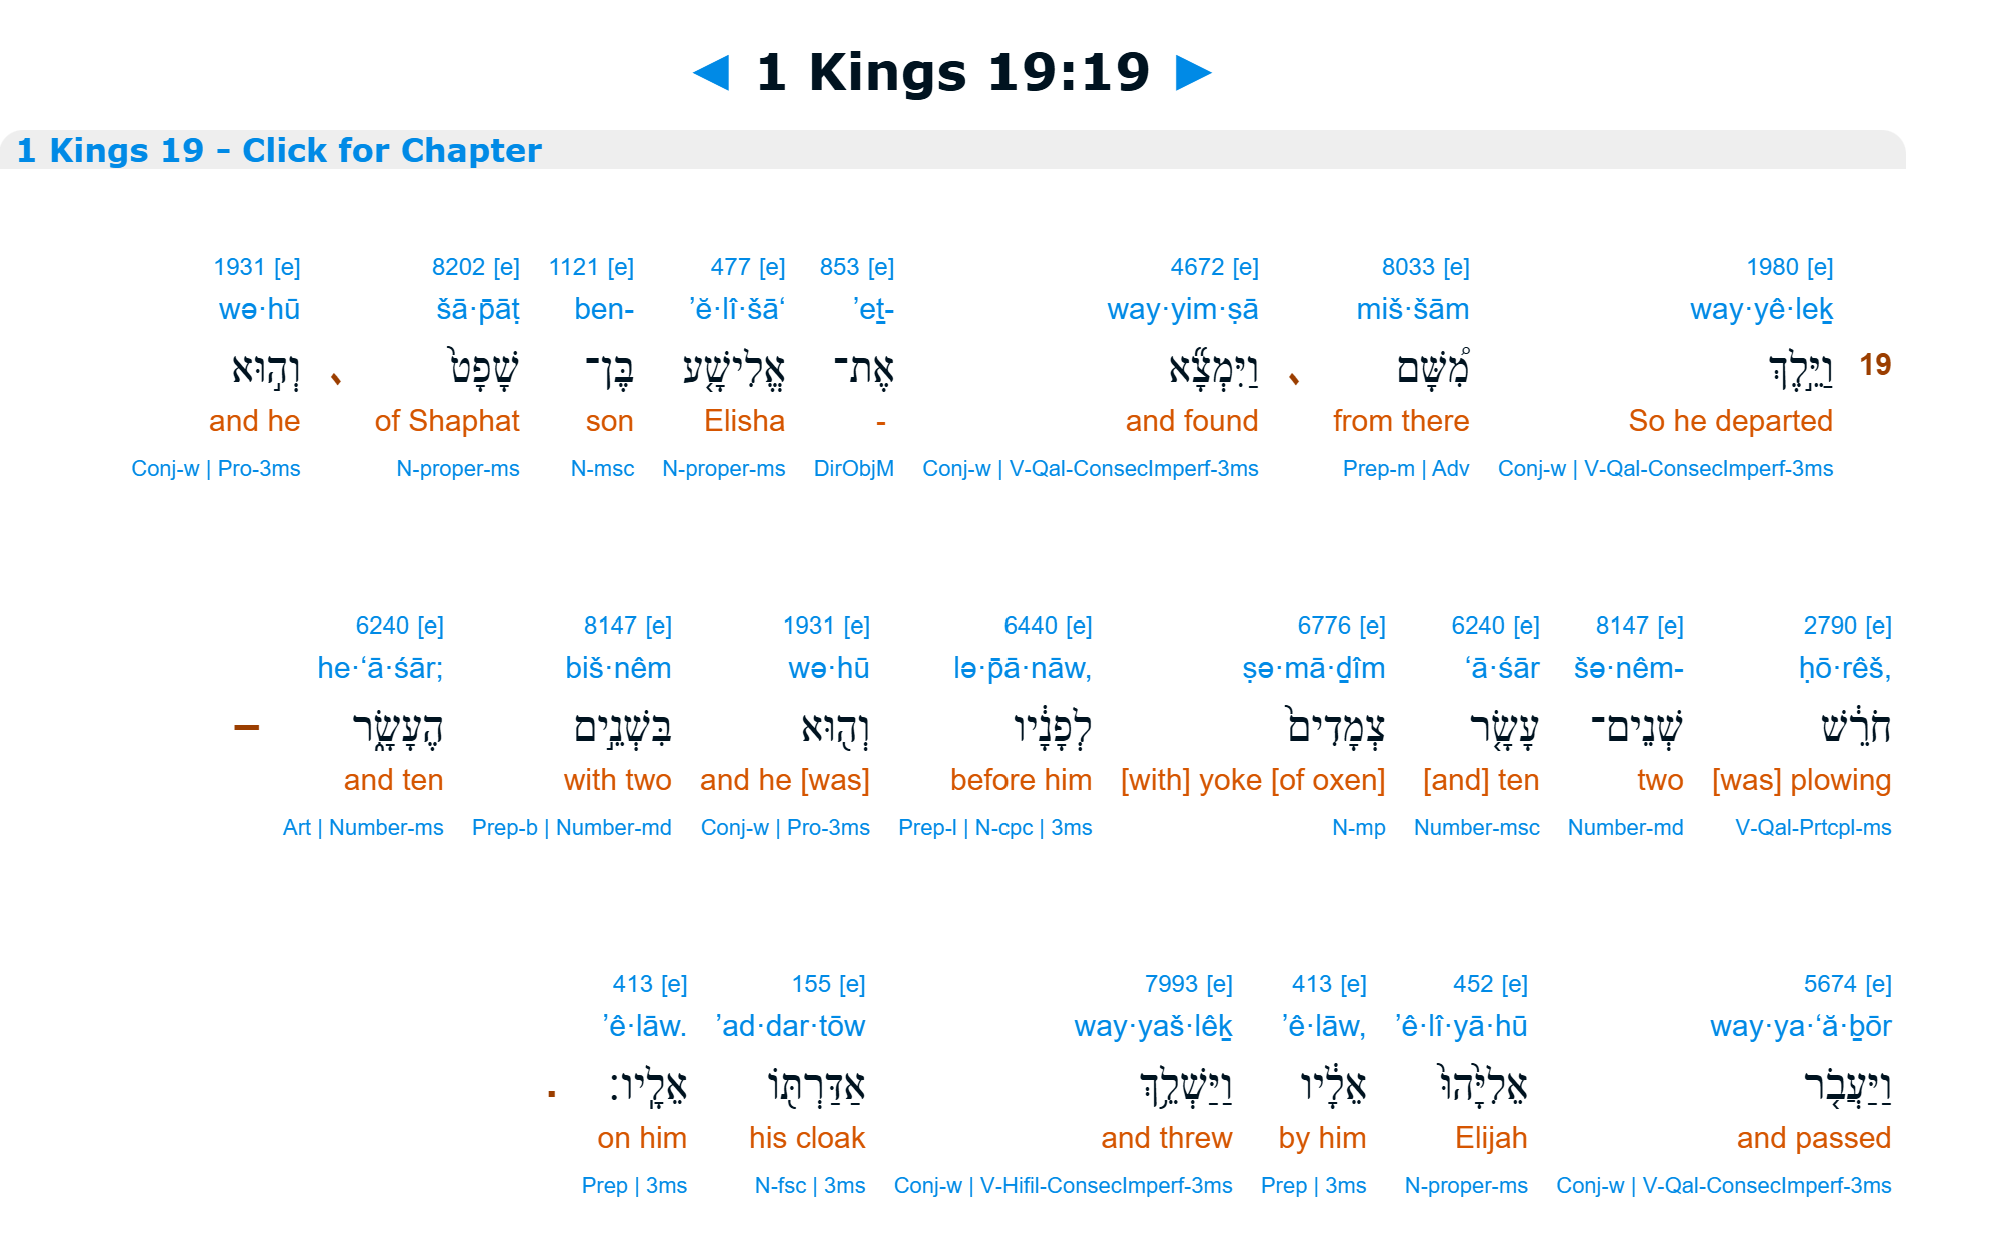 ◄ 1 Kings 19:19 ►
1 Kings 19 - Click for Chapter
1931 [e] 8202 [e] 1121 [e] 477 [e] 853 [e] 4672 [e] 8033 [e] 1980 [e]
wə·hū šā·p̄āṭ ben- ’ĕ·lî·šā‘ ’eṯ- way·yim·ṣā miš·šām way·yê·leḵ
19 וַיֵּ֣לֶךְ מִ֠שָּׁם ׀ וַיִּמְצָ֞א אֶת־ אֱלִישָׁ֤ע בֶּן־ שָׁפָט֙ ׀ וְה֣וּא
and he of Shaphat son Elisha - and found from there So he departed
Conj-w | Pro-3ms N-proper-ms N-msc N-proper-ms DirObjM Conj-w | V-Qal-ConsecImperf-3ms Prep-m | Adv Conj-w | V-Qal-ConsecImperf-3ms
6240 [e] 8147 [e] 1931 [e] 6440 [e] 6776 [e] 6240 [e] 8147 [e] 2790 [e]
he·‘ā·śār; biš·nêm wə·hū lə·p̄ā·nāw, ṣə·mā·ḏîm ‘ā·śār šə·nêm- ḥō·rêš,
חֹרֵ֔שׁ שְׁנֵים־ עָשָׂ֤ר צְמָדִים֙ לְפָנָ֔יו וְה֖וּא בִּשְׁנֵ֣ים הֶעָשָׂ֑ר –
and ten with two and he [was] before him [with] yoke [of oxen] [and] ten two [was] plowing
Art | Number-ms Prep-b | Number-md Conj-w | Pro-3ms Prep-l | N-cpc | 3ms N-mp Number-msc Number-md V-Qal-Prtcpl-ms
413 [e] 155 [e] 7993 [e] 413 [e] 452 [e] 5674 [e]
’ê·lāw. ’ad·dar·tōw way·yaš·lêḵ ’ê·lāw, ’ê·lî·yā·hū way·ya·‘ă·ḇōr
וַיַּעֲבֹ֤ר אֵלִיָּ֙הוּ֙ אֵלָ֔יו וַיַּשְׁלֵ֥ךְ אַדַּרְתּ֖וֹ אֵלָֽיו׃ .
on him his cloak and threw by him Elijah and passed
Prep | 3ms N-fsc | 3ms Conj-w | V-Hifil-ConsecImperf-3ms Prep | 3ms N-proper-ms Conj-w | V-Qal-ConsecImperf-3ms